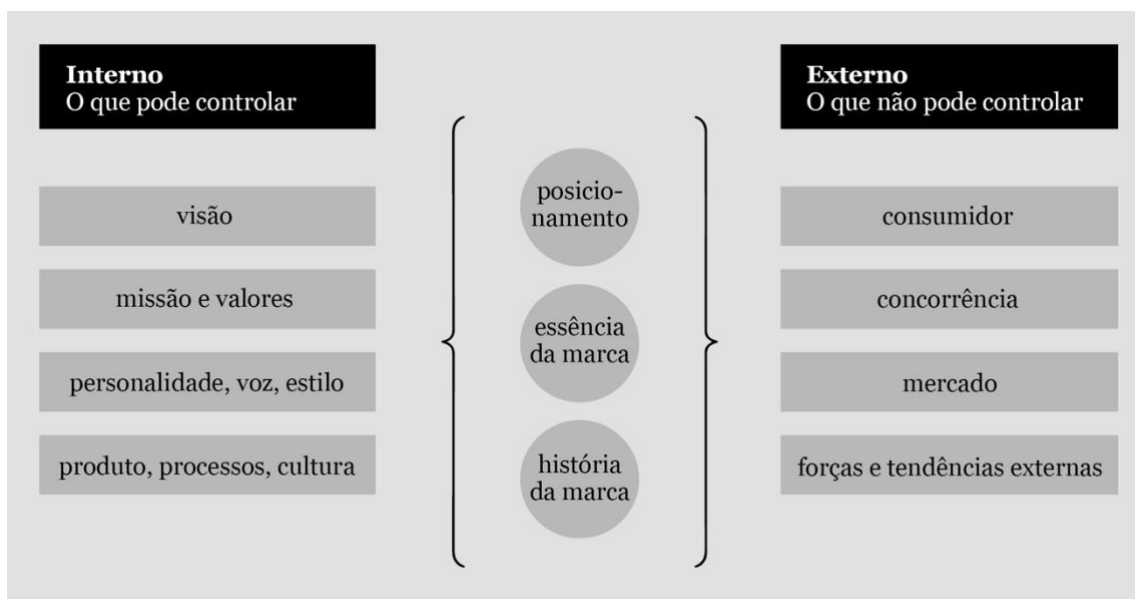 Interno
O que pode controlar
visão
missão e valores
personalidade, voz, estilo
produto, processos, cultura
posicio-
namento
essência
da marca
história
da marca
Externo
O que não pode controlar
consumidor
concorrência
mercado
forças e tendências externas